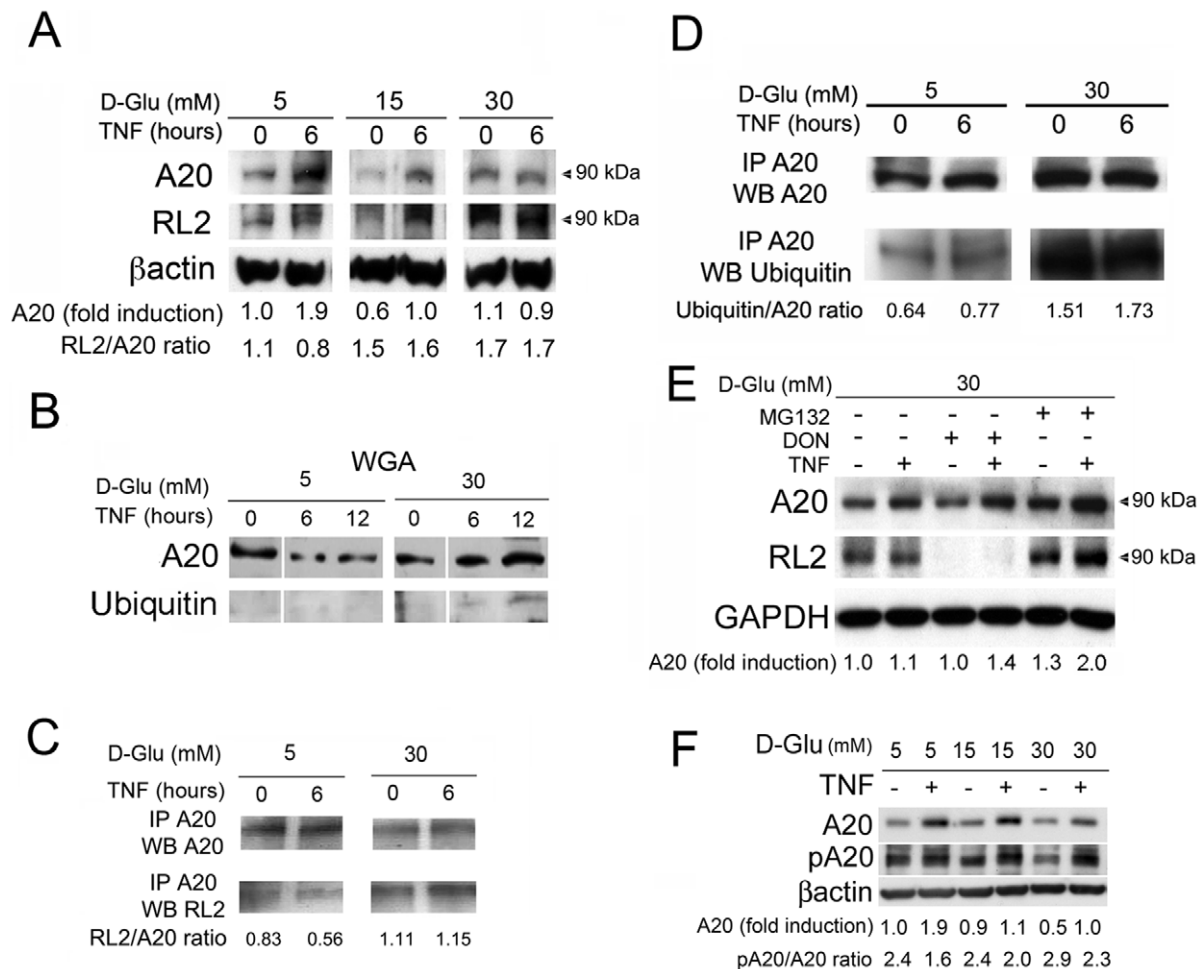 A
D-Glu (mM) 5 15 30
TNF (hours) 0 6 0 6 0 6
A20 90 kDa
RL2 90 kDa
βactin
A20 (fold induction) 1.0 1.9 0.6 1.0 1.1 0.9
RL2/A20 ratio 1.1 0.8 1.5 1.6 1.7 1.7
B
WGA
D-Glu (mM) 5 30
TNF (hours) 0 6 12 0 6 12
A20
Ubiquitin
C
D-Glu (mM) 5 30
TNF (hours) 0 6 0 6
IP A20
WB A20
IP A20
WB RL2
RL2/A20 ratio 0.83 0.56 1.11 1.15
D
D-Glu (mM) 5 30
TNF (hours) 0 6 0 6
IP A20
WB A20
IP A20
WB Ubiquitin
Ubiquitin/A20 ratio 0.64 0.77 1.51 1.73
E
D-Glu (mM) 30
MG132 - - - - + +
DON - - + + - -
TNF - + - + - +
A20 90 kDa
RL2 90 kDa
GAPDH
A20 (fold induction) 1.0 1.1 1.0 1.4 1.3 2.0
F
D-Glu (mM) 5 5 15 15 30 30
TNF - + - + - +
A20
pA20
βactin
A20 (fold induction) 1.0 1.9 0.9 1.1 0.5 1.0
pA20/A20 ratio 2.4 1.6 2.4 2.0 2.9 2.3